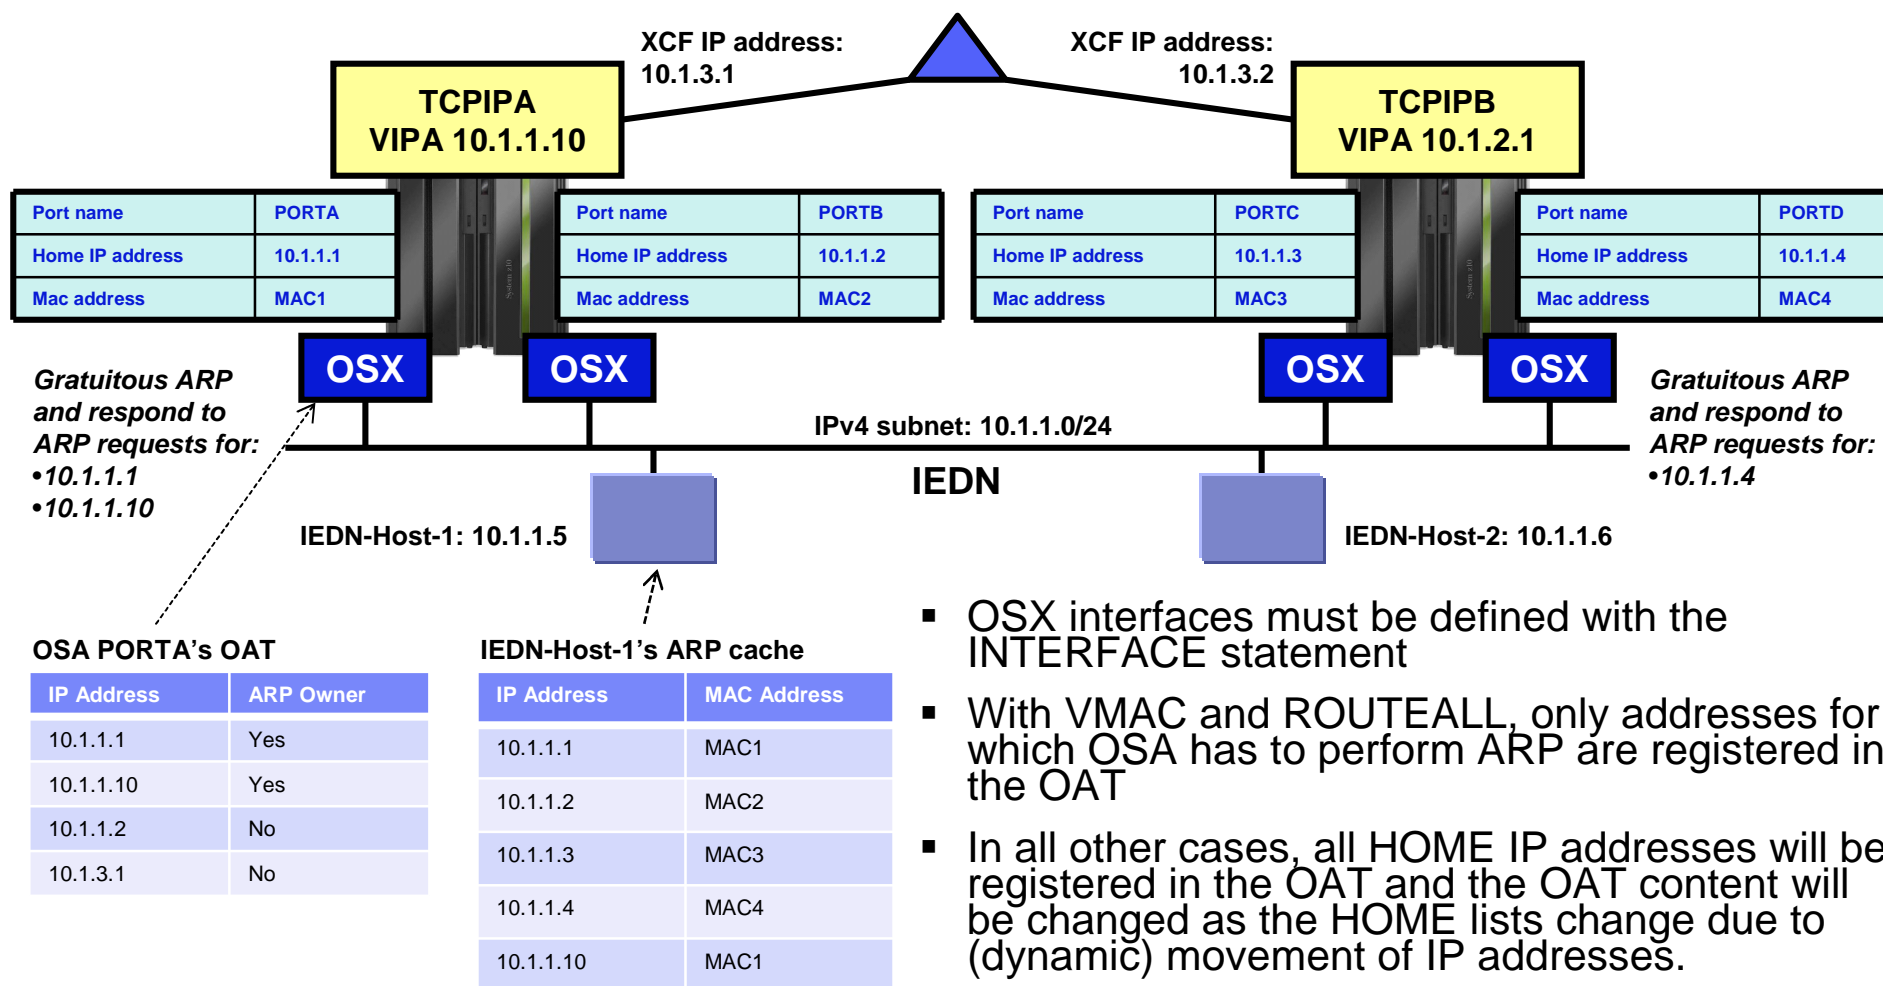 XCF IP address:
10.1.3.1
XCF IP address:
10.1.3.2
TCPIPA
VIPA 10.1.1.10
TCPIPB
VIPA 10.1.2.1
Port name PORTA
Home IP address 10.1.1.1
Mac address MAC1
Port name PORTB
Home IP address 10.1.1.2
Mac address MAC2
Port name PORTC
Home IP address 10.1.1.3
Mac address MAC3
Port name PORTD
Home IP address 10.1.1.4
Mac address MAC4
System z10
System z10
OSX
OSX
OSX
OSX
Gratuitous ARP
and respond to
ARP requests for:
•10.1.1.1
•10.1.1.10
IPv4 subnet: 10.1.1.0/24
IEDN
Gratuitous ARP
and respond to
ARP requests for:
•10.1.1.4
IEDN-Host-1: 10.1.1.5
IEDN-Host-2: 10.1.1.6
OSA PORTA's OAT
IP Address ARP Owner
10.1.1.1 Yes
10.1.1.10 Yes
10.1.1.2 No
10.1.3.1 No
IEDN-Host-1's ARP cache
IP Address MAC Address
10.1.1.1 MAC1
10.1.1.2 MAC2
10.1.1.3 MAC3
10.1.1.4 MAC4
10.1.1.10 MAC1
▪ OSX interfaces must be defined with the
INTERFACE statement
▪ With VMAC and ROUTEALL, only addresses for
which OSA has to perform ARP are registered in
the OAT
▪ In all other cases, all HOME IP addresses will be
registered in the OAT and the OAT content will
be changed as the HOME lists change due to
(dynamic) movement of IP addresses.